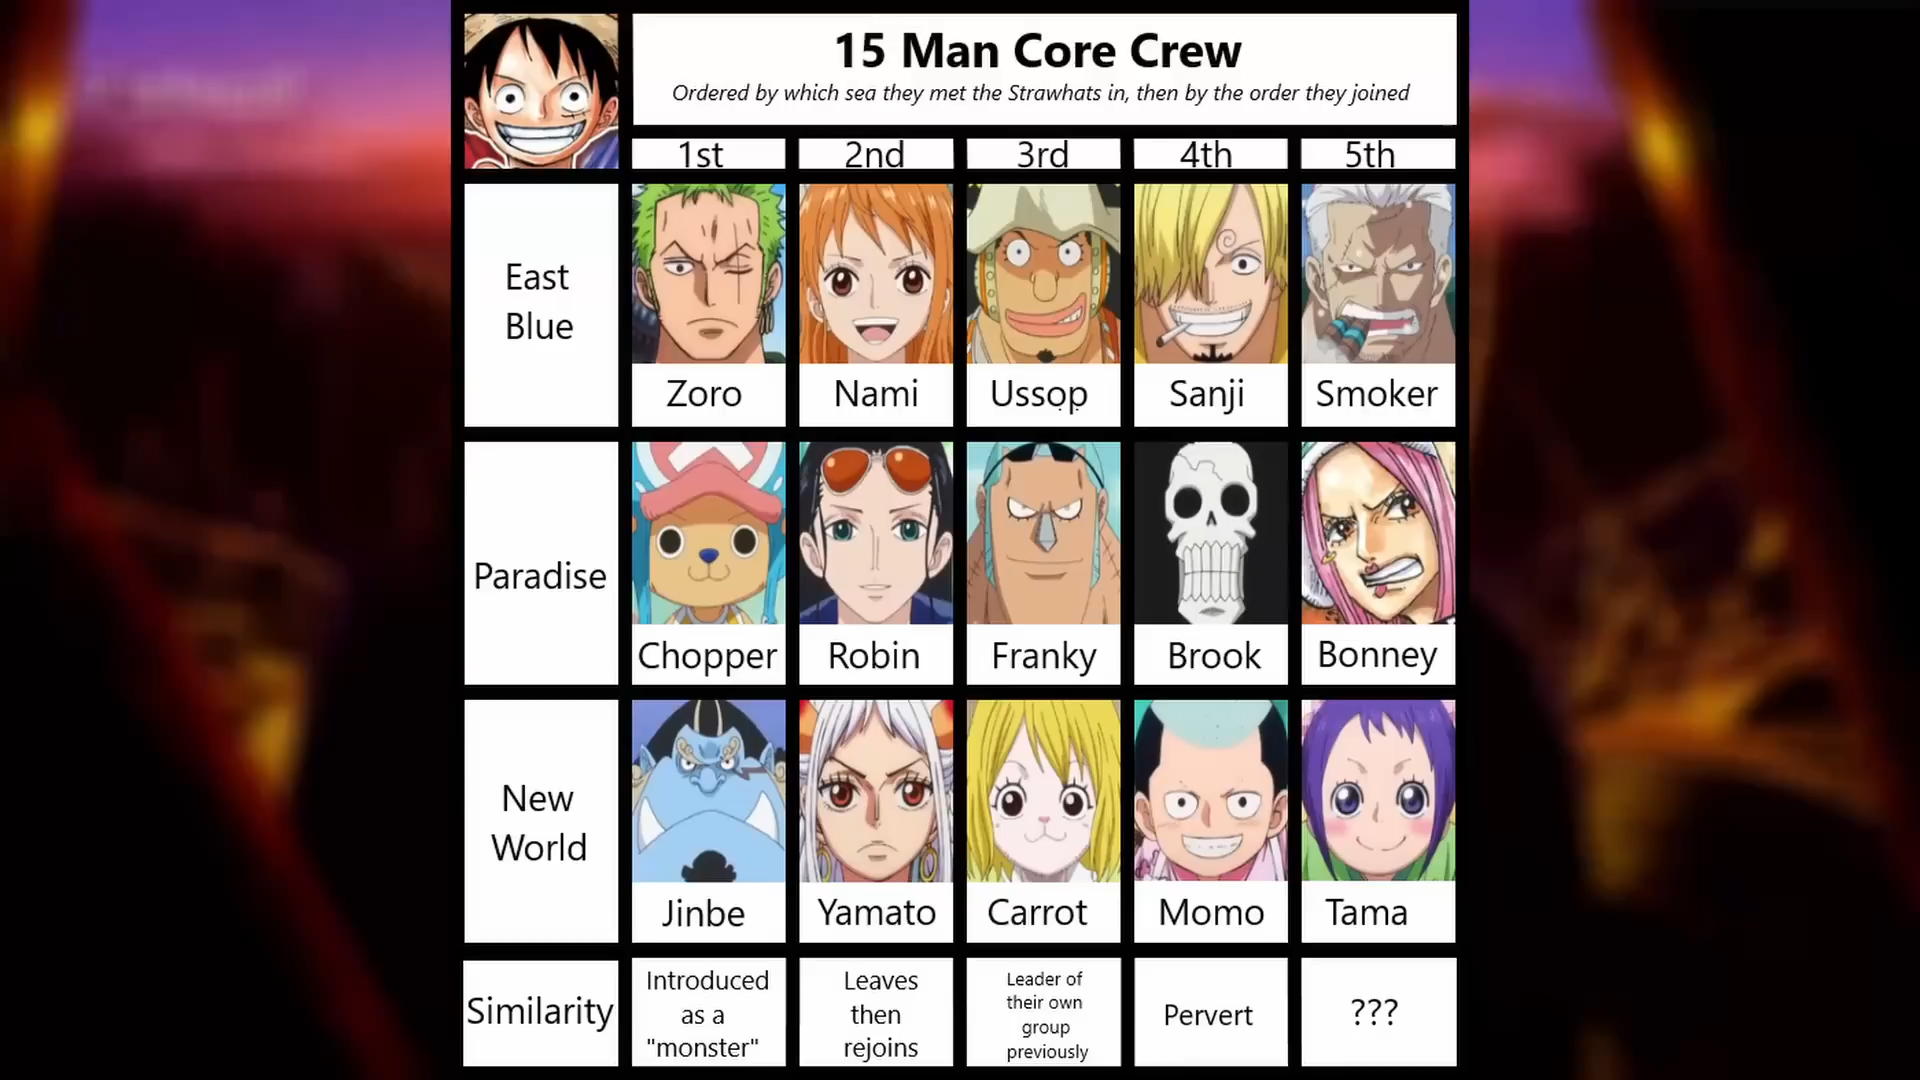 15 Man Core Crew
Ordered by which sea they met the Strawhats in, then by the order they joined
1st 2nd 3rd 4th 5th
East
Blue
Zoro Nami Ussop Sanji Smoker
Paradise
Chopper Robin Franky Brook Bonney
New
World
Jinbe Yamato Carrot Momo Tama
Similarity
Introduced
as a
"monster"
Leaves
then
rejoins
Leader of
their own
group
previously
Pervert
???